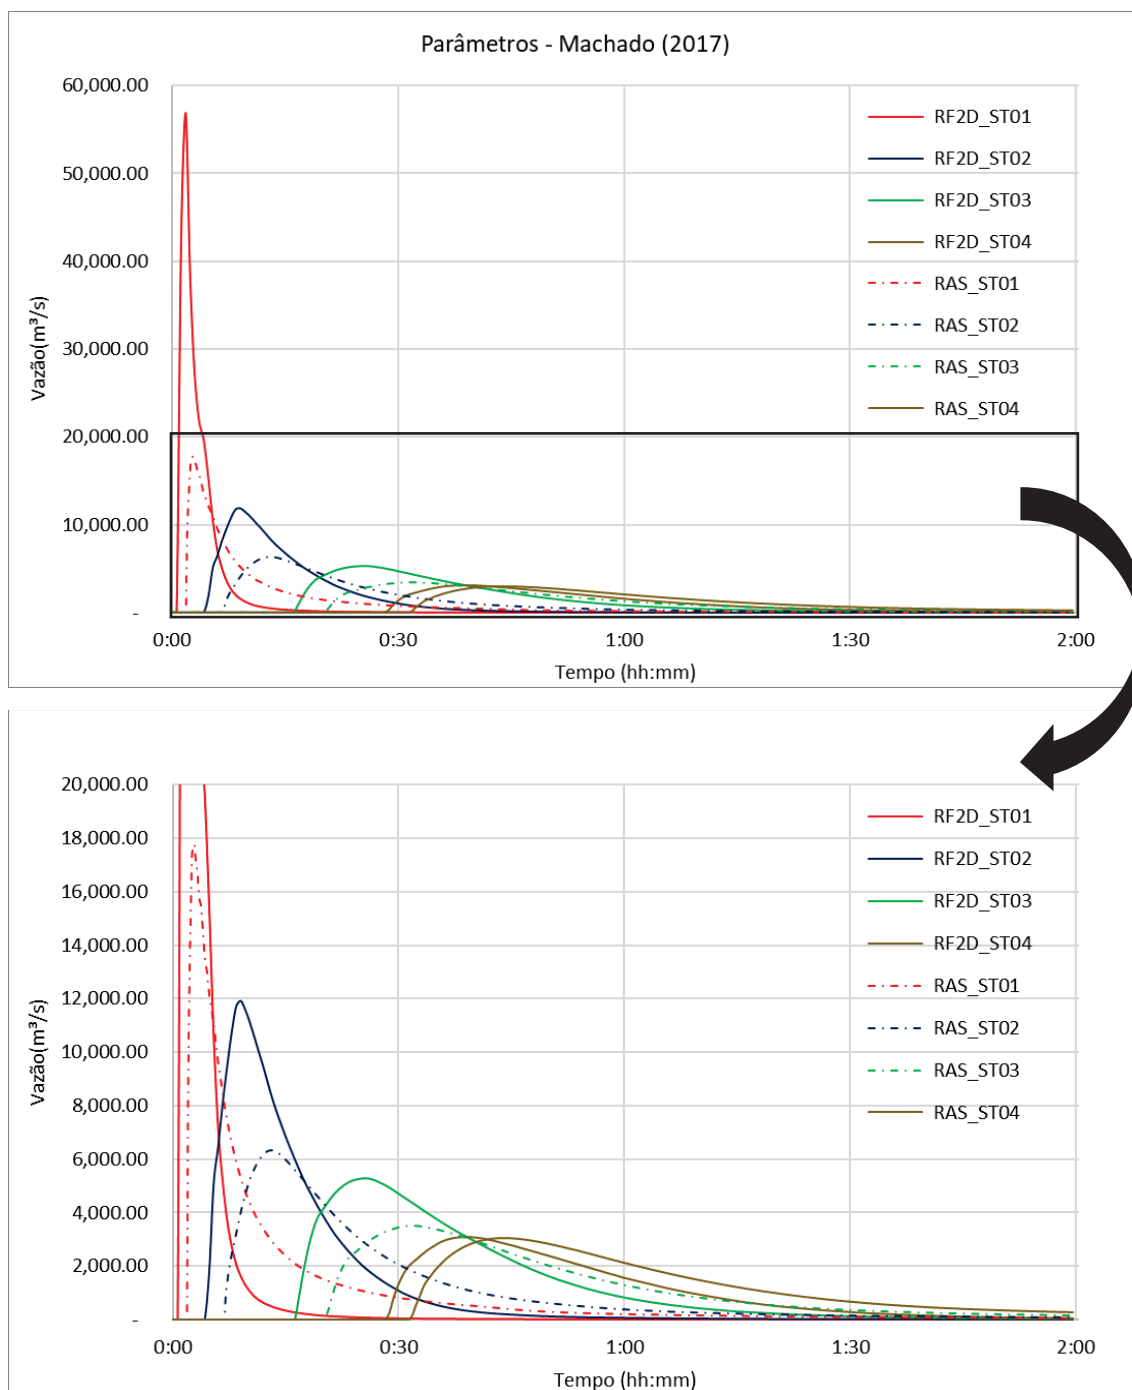 Parâmetros - Machado (2017)
60,000.00
50,000.00
40,000.00
30,000.00
20,000.00
10,000.00
-
Vazão(m³/s)
RF2D_ST01
RF2D_ST02
RF2D_ST03
RF2D_ST04
RAS_ST01
RAS_ST02
RAS_ST03
RAS_ST04
0:00 0:30 1:00 1:30 2:00
Tempo (hh:mm)
20,000.00
18,000.00
16,000.00
14,000.00
12,000.00
10,000.00
8,000.00
6,000.00
4,000.00
2,000.00
-
Vazão(m³/s)
RF2D_ST01
RF2D_ST02
RF2D_ST03
RF2D_ST04
RAS_ST01
RAS_ST02
RAS_ST03
RAS_ST04
0:00 0:30 1:00 1:30 2:00
Tempo (hh:mm)